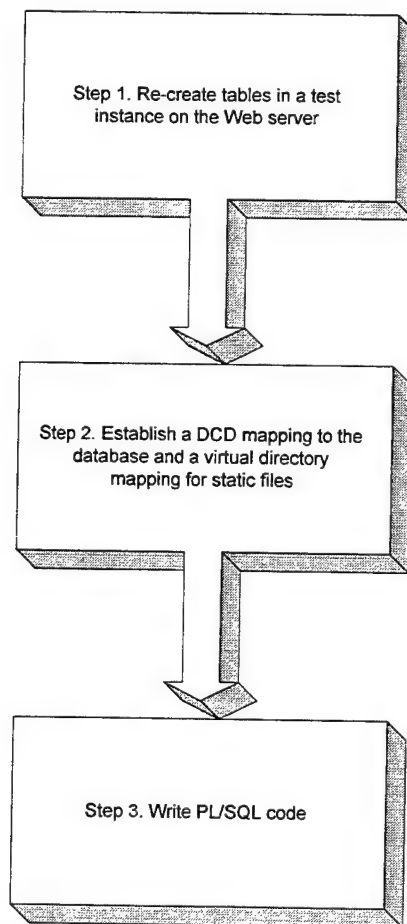 Step 1. Re-create tables in a test
instance on the Web server
Step 2. Establish a DCD mapping to the
database and a virtual directory
mapping for static files
Step 3. Write PL/SQL code